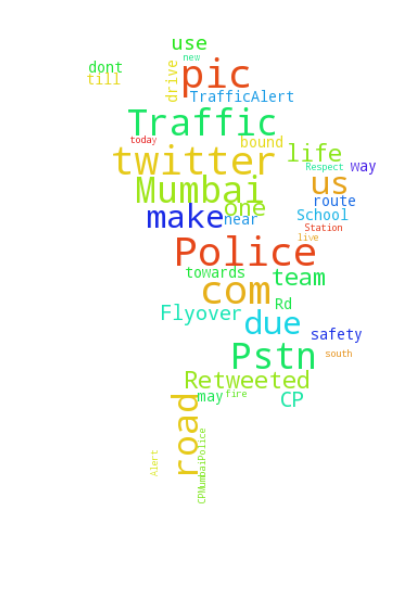 use
new
dont
pic
till
drive
TrafficAlert
Traffic
today
bound
life
twitter
Respect
way
Mumbai
us
one
route
make
near
School
Station
Police
live
towards
team
com
Rd
Flyover
due
safety
Pstn
south
Retweeted
may
fire
CP
road
CPMumbaiPolice
Alert